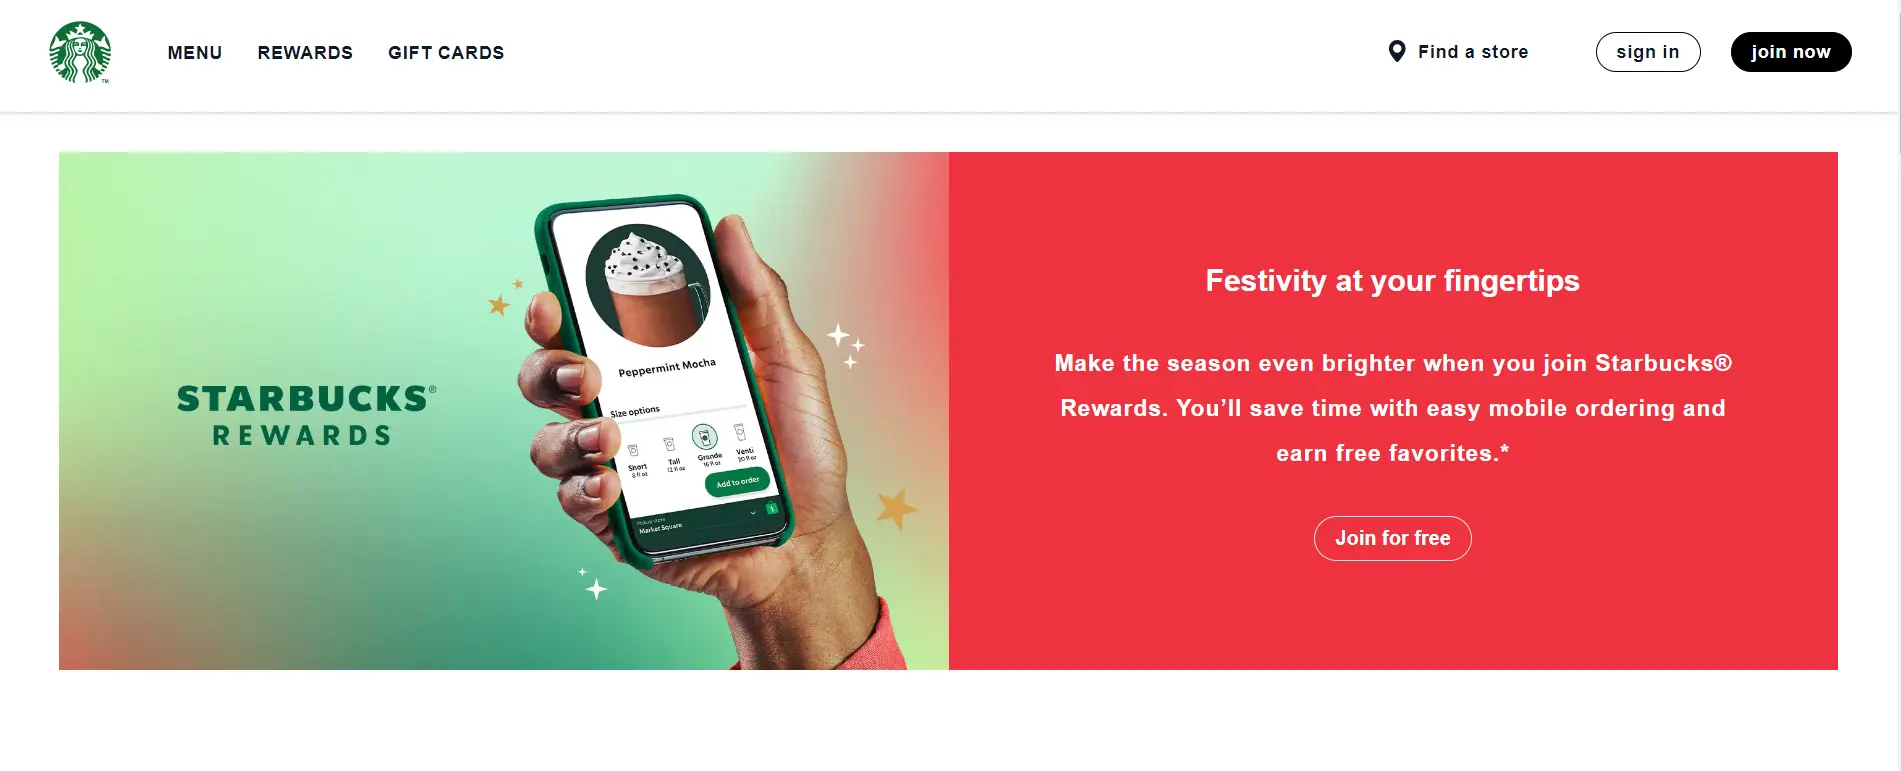 MENU REWARDS GIFT CARDS Find a store sign in join now
TM
STARBUCKS®
REWARDS
Peppermint Mocha
Size options
Short Tall Grande Venti
8 fl oz 12 fl oz 16 fl oz 20 fl oz
Add to order
Pickup store
Market Square
1
Festivity at your fingertips
Make the season even brighter when you join Starbucks®
Rewards. You’ll save time with easy mobile ordering and
earn free favorites.*
Join for free